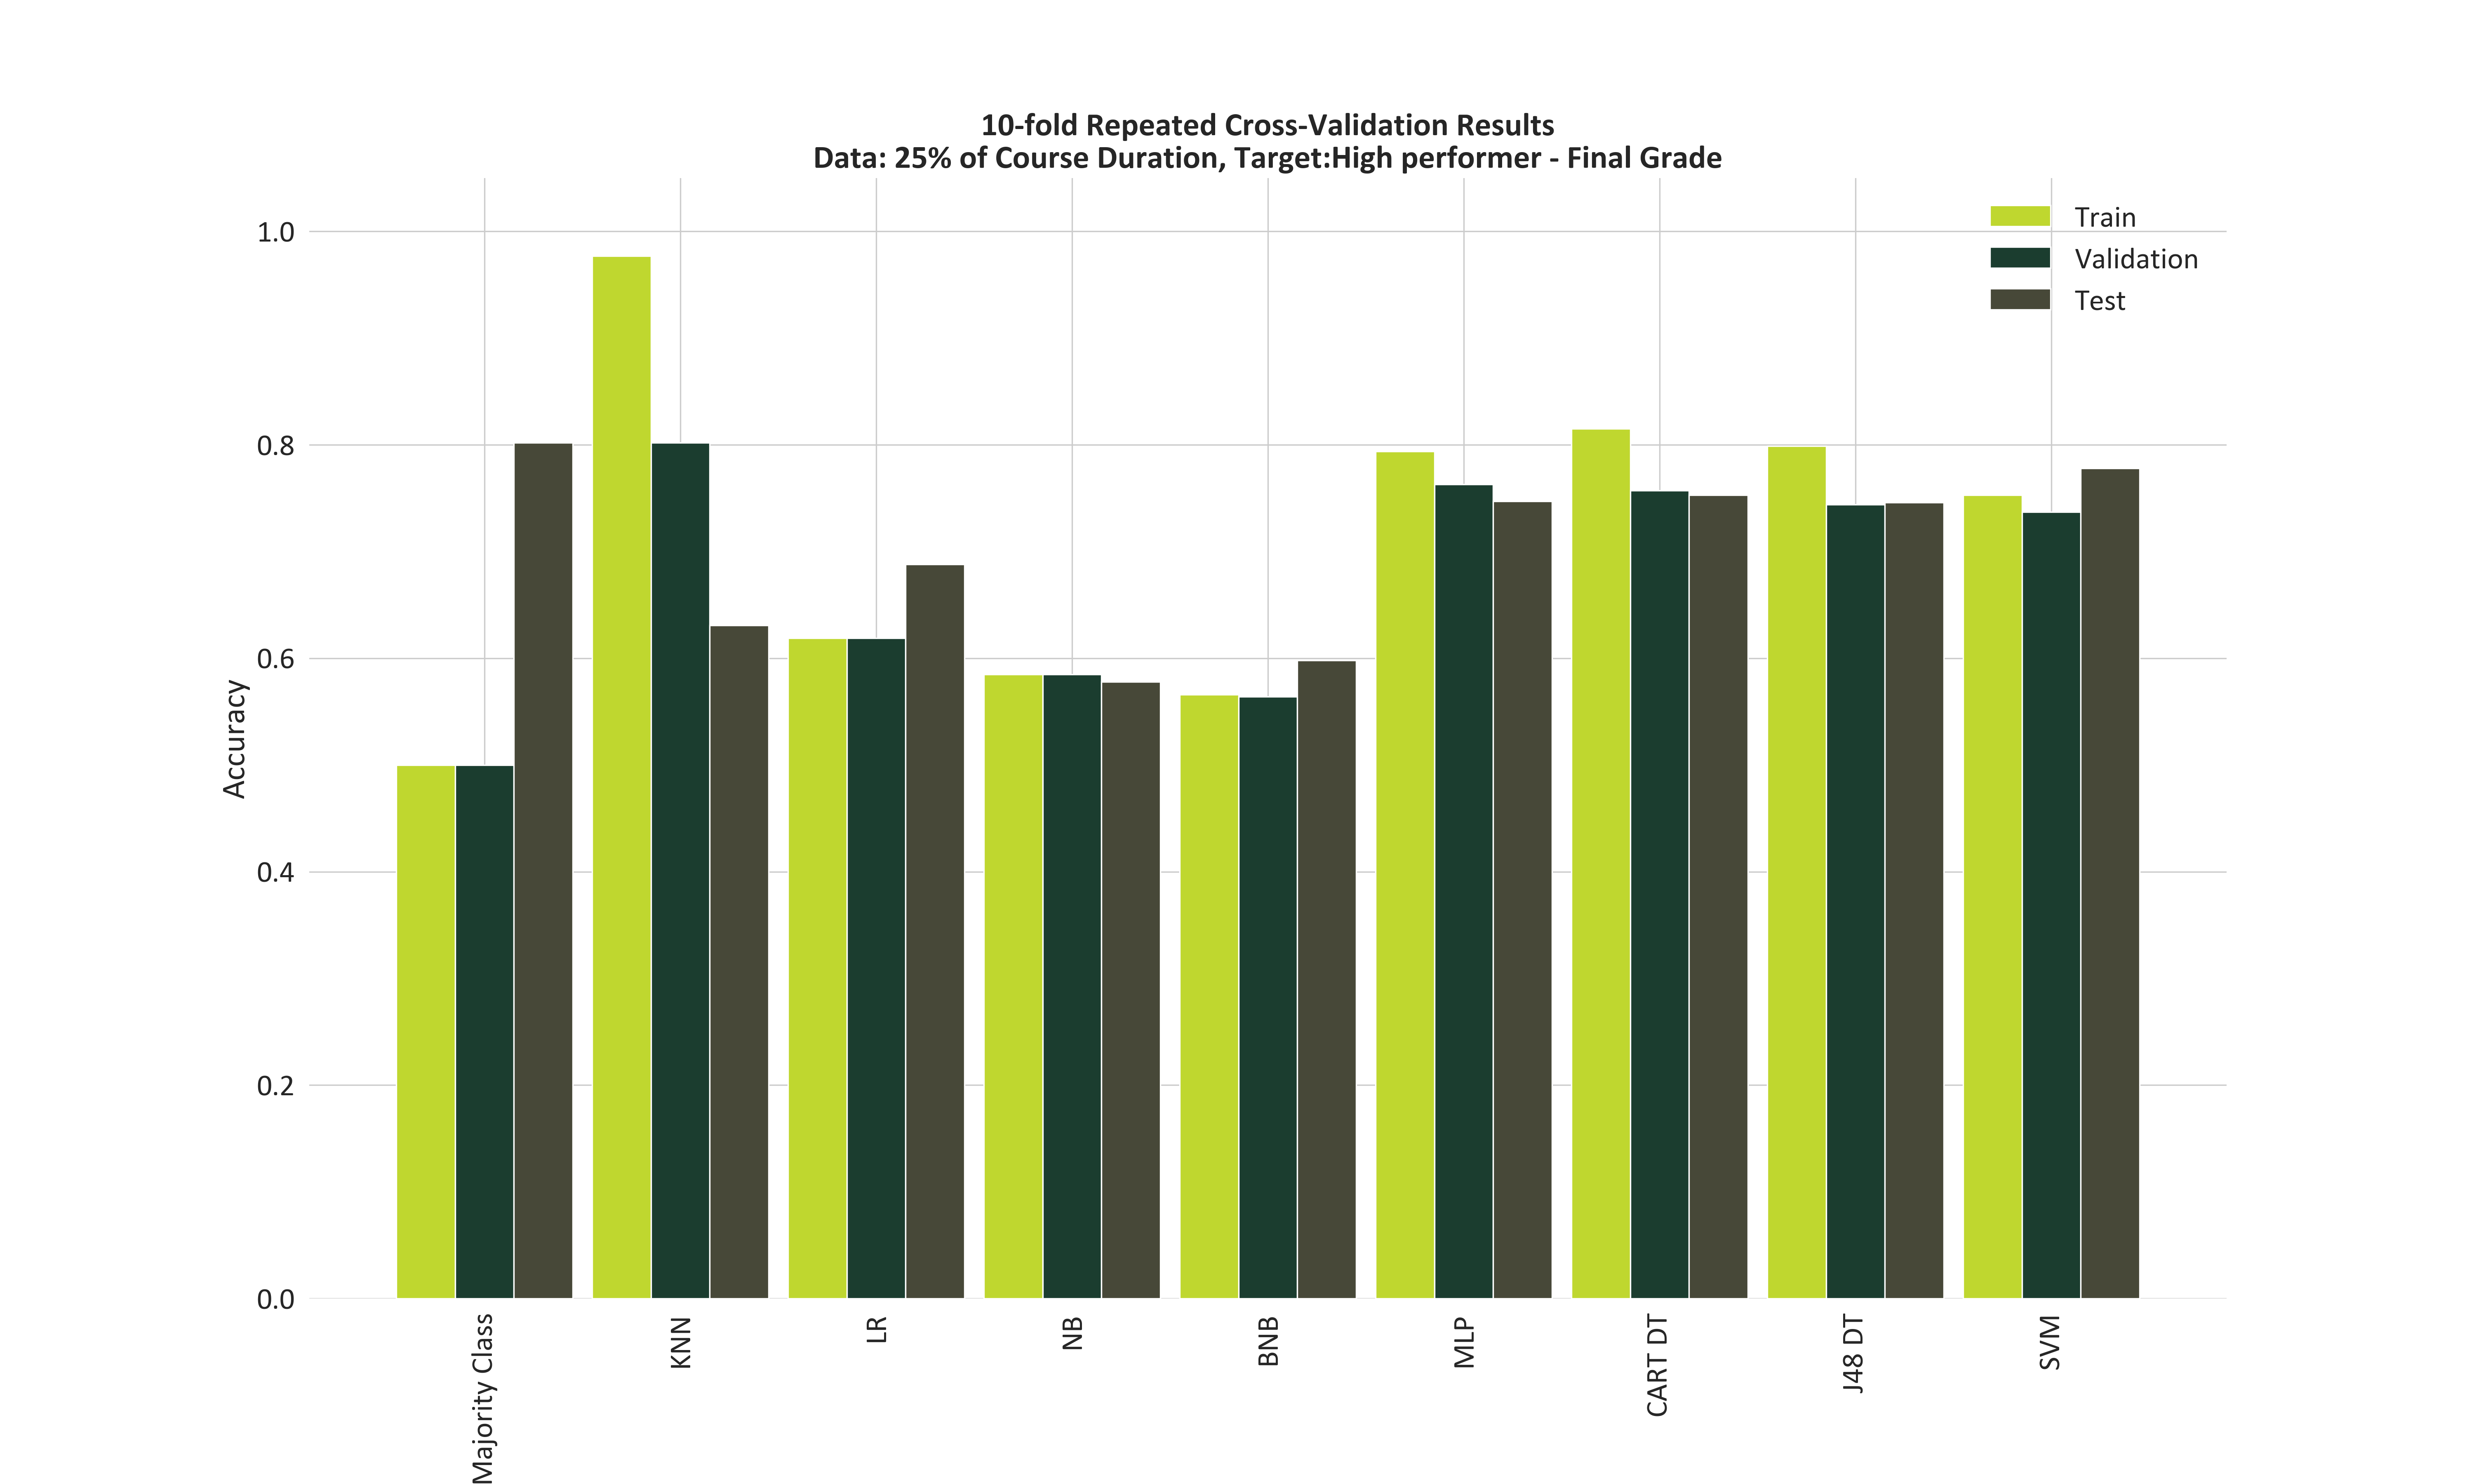 10-fold Repeated Cross-Validation Results
Data: 25% of Course Duration, Target:High performer - Final Grade
Train
Validation
Test
Accuracy
1.0
0.8
0.6
0.4
0.2
0.0
Majority Class
KNN
LR
NB
BNB
MLP
CART DT
J48 DT
SVM